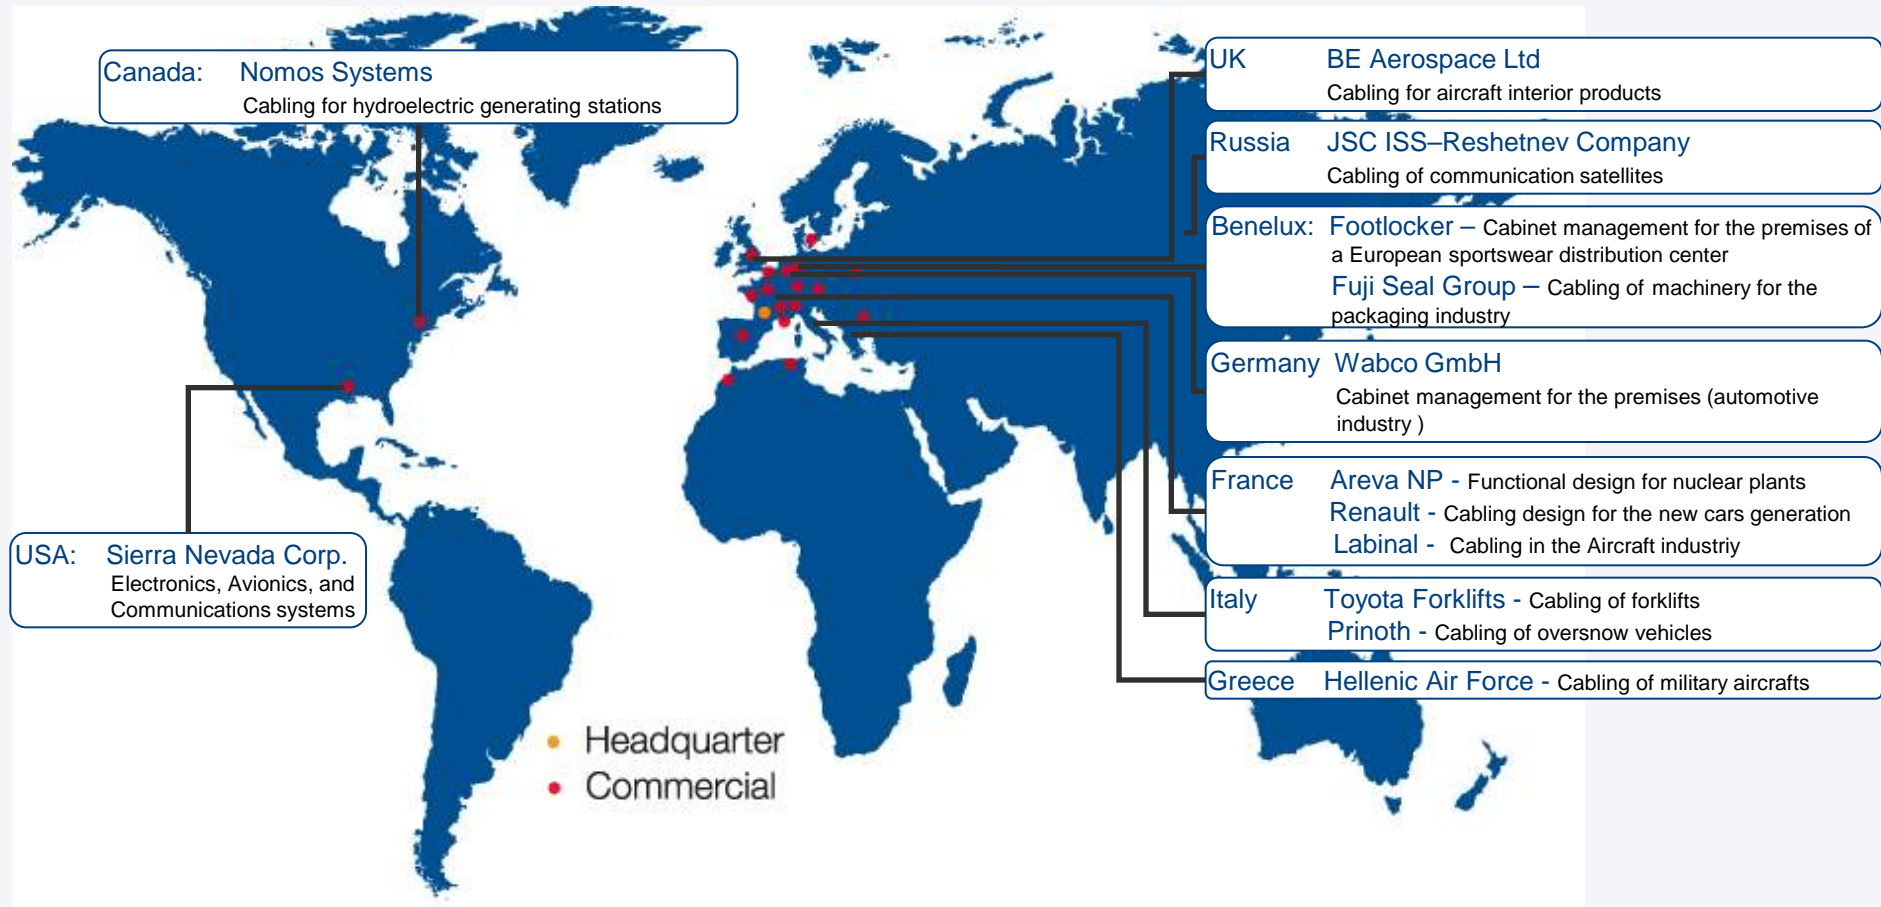 Canada: Nomos Systems
Cabling for hydroelectric generating stations
USA: Sierra Nevada Corp.
Electronics, Avionics, and
Communications systems
Headquarter
Commercial
UK BE Aerospace Ltd
Cabling for aircraft interior products
Russia JSC ISS–Reshetnev Company
Cabling of communication satellites
Benelux: Footlocker – Cabinet management for the premises of
a European sportswear distribution center
Fuji Seal Group – Cabling of machinery for the
packaging industry
Germany Wabco GmbH
Cabinet management for the premises (automotive
industry )
France Areva NP - Functional design for nuclear plants
Renault - Cabling design for the new cars generation
Labinal - Cabling in the Aircraft industriy
Italy Toyota Forklifts - Cabling of forklifts
Prinoth - Cabling of oversnow vehicles
Greece Hellenic Air Force - Cabling of military aircrafts